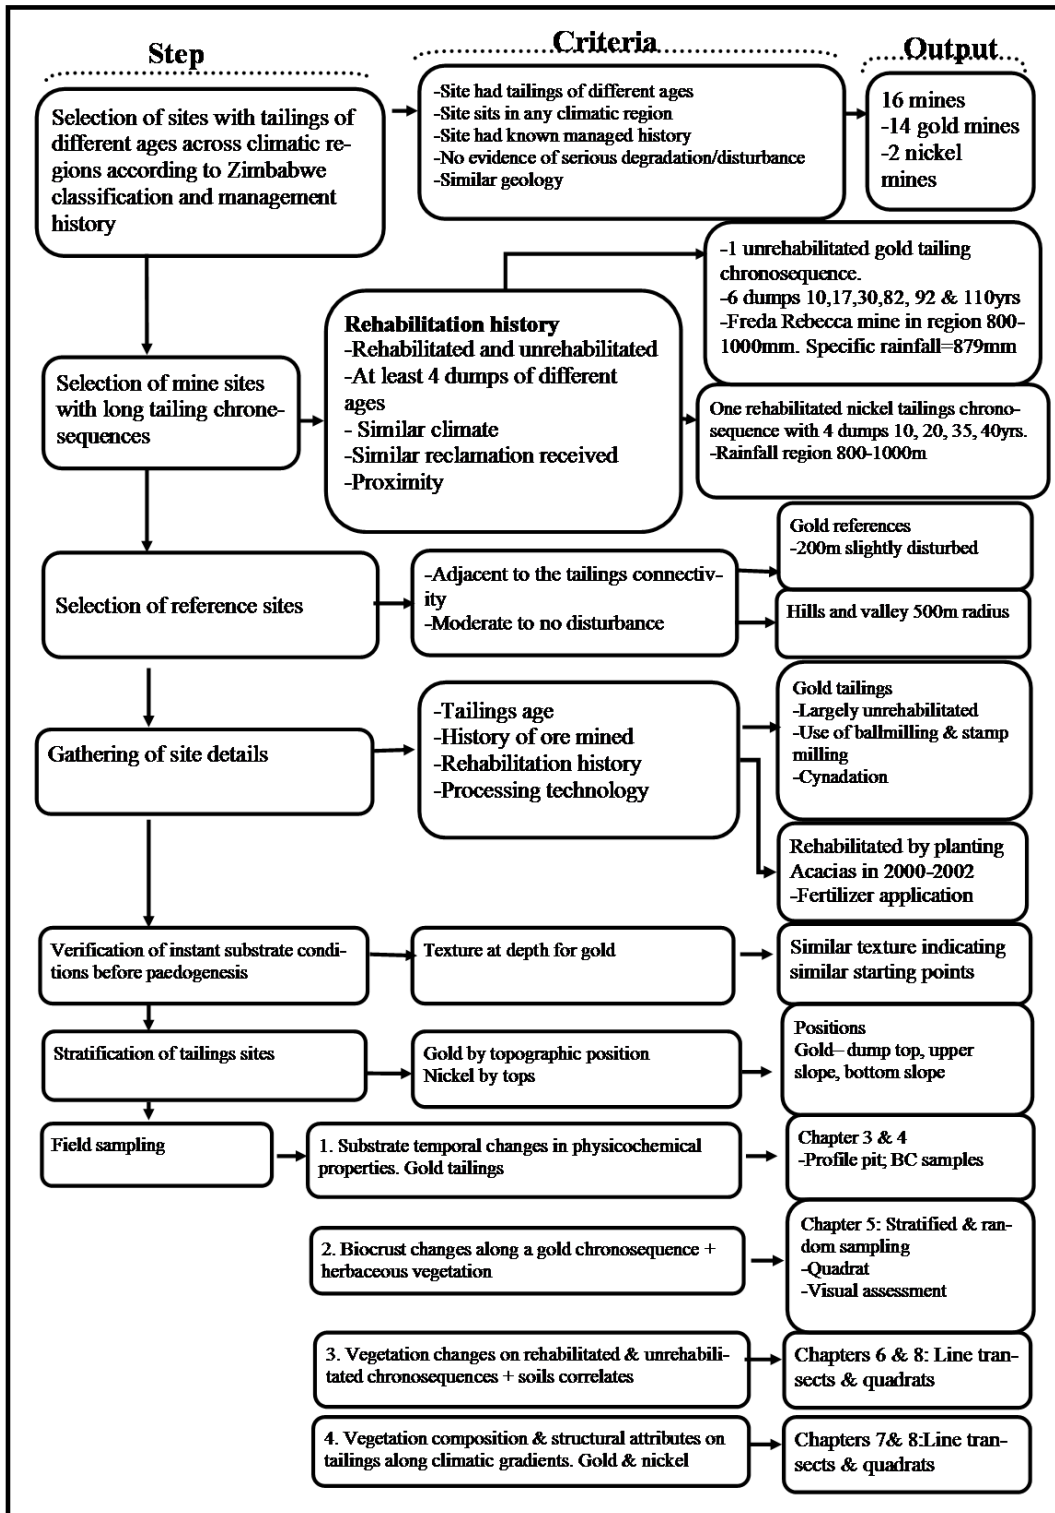 Step
Criteria
Output
Selection of sites with tailings of
different ages across climatic re-
gions according to Zimbabwe
classification and management
history
-Site had tailings of different ages
-Site sits in any climatic region
-Site had known managed history
-No evidence of serious degradation/disturbance
-Similar geology
16 mines
-14 gold mines
-2 nickel
mines
Selection of mine sites
with long tailing chrone-
sequences
Rehabilitation history
-Rehabilitated and unrehabilitated
-At least 4 dumps of different
ages
- Similar climate
-Similar reclamation received
-Proximity
-1 unrehabilitated gold tailing
chronosequence.
-6 dumps 10,17,30,82, 92 & 110yrs
-Freda Rebecca mine in region 800-
1000mm. Specific rainfall=879mm
One rehabilitated nickel tailings chrono-
sequence with 4 dumps 10, 20, 35, 40yrs.
-Rainfall region 800-1000m
Selection of reference sites
-Adjacent to the tailings connectiv-
ity
-Moderate to no disturbance
Gold references
-200m slightly disturbed
Hills and valley 500m radius
Gathering of site details
-Tailings age
-History of ore mined
-Rehabilitation history
-Processing technology
Gold tailings
-Largely unrehabilitated
-Use of ballmilling & stamp
milling
-Cynadation
Rehabilitated by planting
Acacias in 2000-2002
-Fertilizer application
Verification of instant substrate condi-
tions before paedogenesis
Texture at depth for gold
Similar texture indicating
similar starting points
Stratification of tailings sites
Gold by topographic position
Nickel by tops
Positions
Gold– dump top, upper
slope, bottom slope
Field sampling
1. Substrate temporal changes in physicochemical
properties. Gold tailings
Chapter 3 & 4
-Profile pit; BC samples
2. Biocrust changes along a gold chronosequence +
herbaceous vegetation
Chapter 5: Stratified & ran-
dom sampling
-Quadrat
-Visual assessment
3. Vegetation changes on rehabilitated & unrehabili-
tated chronosequences + soils correlates
Chapters 6 & 8: Line tran-
sects & quadrats
4. Vegetation composition & structural attributes on
tailings along climatic gradients. Gold & nickel
Chapters 7& 8:Line tran-
sects & quadrats